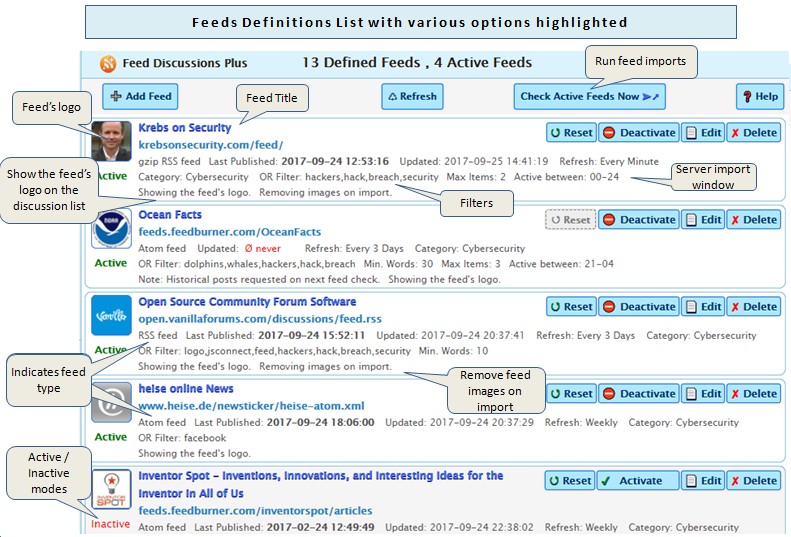 Feeds Definitions List with various options highlighted
Feed Discussions Plus
13 Defined Feeds , 4 Active Feeds
Run feed imports
Add Feed
Refresh
Check Active Feeds Now
Help
Feed's logo
Feed Title
Krebs on Security
Reset Deactivate Edit Delete
krebsonsecurity.com/feed/
gzip RSS feed Last Published: 2017-09-24 12:53:16 Updated: 2017-09-25 14:41:19 Refresh: Every Minute
Active
Category: Cybersecurity OR Filter: hackers,hack,breach,security Max Items: 2 Active between: 00-24
Showing the feed's logo. Removing images on import.
Server import
window
Show the feed's
logo on the
discussion list
Filters
Ocean Facts
Reset Deactivate Edit Delete
NOAA
feeds.feedburner.com/OceanFacts
Atom feed Updated: Ø never Refresh: Every 3 Days Category: Cybersecurity
Active
OR Filter: dolphins,whales,hackers,hack,breach Min. Words: 30 Max Items: 3 Active between: 21-04
Note: Historical posts requested on next feed check. Showing the feed's logo.
Open Source Community Forum Software
Reset Deactivate Edit Delete
Vanilla
open.vanillaforums.com/discussions/feed.rss
RSS feed Last Published: 2017-09-24 15:52:11 Updated: 2017-09-24 20:37:41 Refresh: Every 3 Days Category: Cybersecurity
Active
OR Filter: logo,jsconnect,feed,hackers,hack,breach,security Min. Words: 10
Showing the feed's logo. Removing images on import.
Indicates feed
type
Remove feed
images on
import
heise online News
Reset Deactivate Edit Delete
www.heise.de/newsticker/heise-atom.xml
Atom feed Last Published: 2017-09-24 18:06:00 Updated: 2017-09-24 20:37:29 Refresh: Weekly Category: Cybersecurity
Active
OR Filter: facebook
Showing the feed's logo.
Active /
Inactive
modes
Inventor Spot - Inventions, Innovations, and Interesting Ideas for the
Inventor in All of Us
Reset Activate Edit Delete
INVENTOR
SPOT
feeds.feedburner.com/inventorspot/articles
Inactive
Atom feed Last Published: 2017-02-24 12:49:49 Updated: 2017-09-24 22:38:02 Refresh: Weekly Category: Cybersecurity